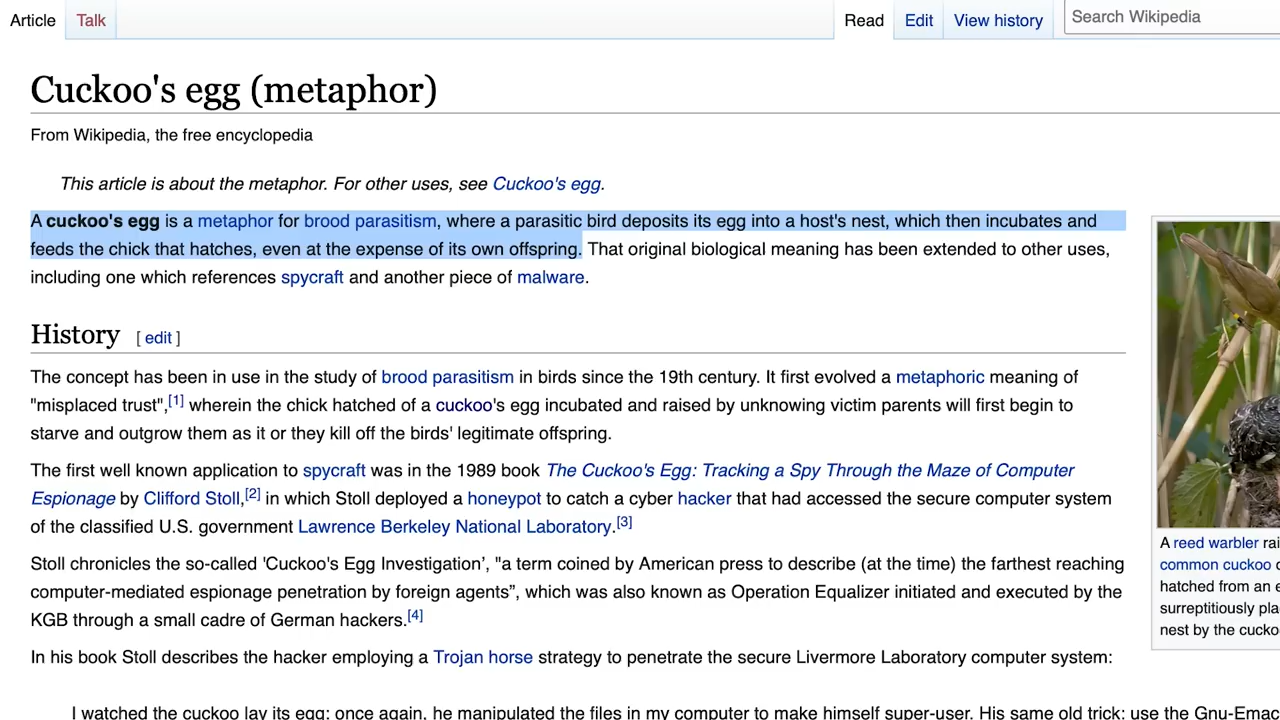 Article Talk Read Edit View history Search Wikipedia
Cuckoo's egg (metaphor)
From Wikipedia, the free encyclopedia
This article is about the metaphor. For other uses, see Cuckoo's egg.
A cuckoo's egg is a metaphor for brood parasitism, where a parasitic bird deposits its egg into a host's nest, which then incubates and
feeds the chick that hatches, even at the expense of its own offspring. That original biological meaning has been extended to other uses,
including one which references spycraft and another piece of malware.
History [ edit ]
The concept has been in use in the study of brood parasitism in birds since the 19th century. It first evolved a metaphoric meaning of
"misplaced trust",[1] wherein the chick hatched of a cuckoo's egg incubated and raised by unknowing victim parents will first begin to
starve and outgrow them as it or they kill off the birds' legitimate offspring.
The first well known application to spycraft was in the 1989 book The Cuckoo's Egg: Tracking a Spy Through the Maze of Computer
Espionage by Clifford Stoll,[2] in which Stoll deployed a honeypot to catch a cyber hacker that had accessed the secure computer system
of the classified U.S. government Lawrence Berkeley National Laboratory.[3]
Stoll chronicles the so-called 'Cuckoo's Egg Investigation’, "a term coined by American press to describe (at the time) the farthest reaching
computer-mediated espionage penetration by foreign agents”, which was also known as Operation Equalizer initiated and executed by the
KGB through a small cadre of German hackers.[4]
In his book Stoll describes the hacker employing a Trojan horse strategy to penetrate the secure Livermore Laboratory computer system:
I watched the cuckoo lay its egg: once again, he manipulated the files in my computer to make himself super-user. His same old trick: use the Gnu-Emac
A reed warbler rai
common cuckoo
hatched from an e
surreptitiously pla
nest by the cucko